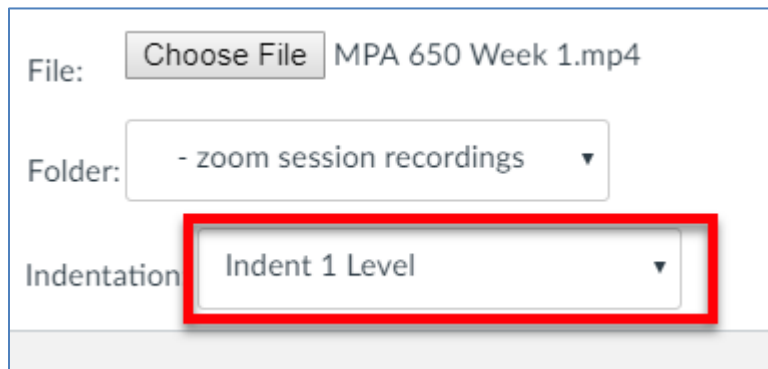 File: Choose File MPA 650 Week 1.mp4
Folder: - zoom session recordings
Indentation Indent 1 Level